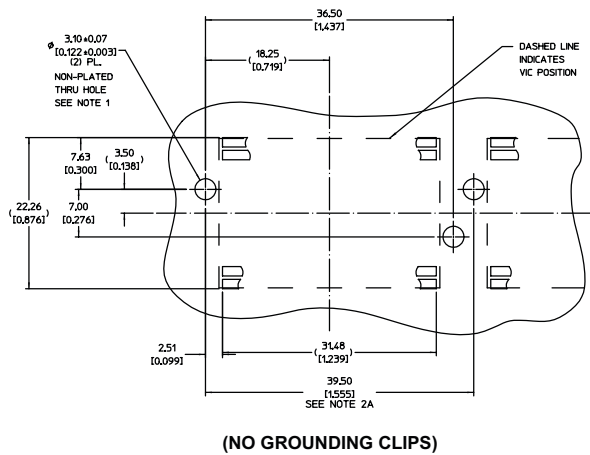 36.50
[1.437]
⌀ 3.10±0.07
[0.122±0.003]
(2) PL.
NON-PLATED
THRU HOLE
SEE NOTE 1
(18.25
[0.719])
DASHED LINE
INDICATES
VIC POSITION
7.63
[0.300]
(3.50
[0.138])
(22.26
[0.876])
7.00
[0.276]
2.51
[0.099]
(31.48
[1.239])
39.50
[1.555]
SEE NOTE 2A
(NO GROUNDING CLIPS)